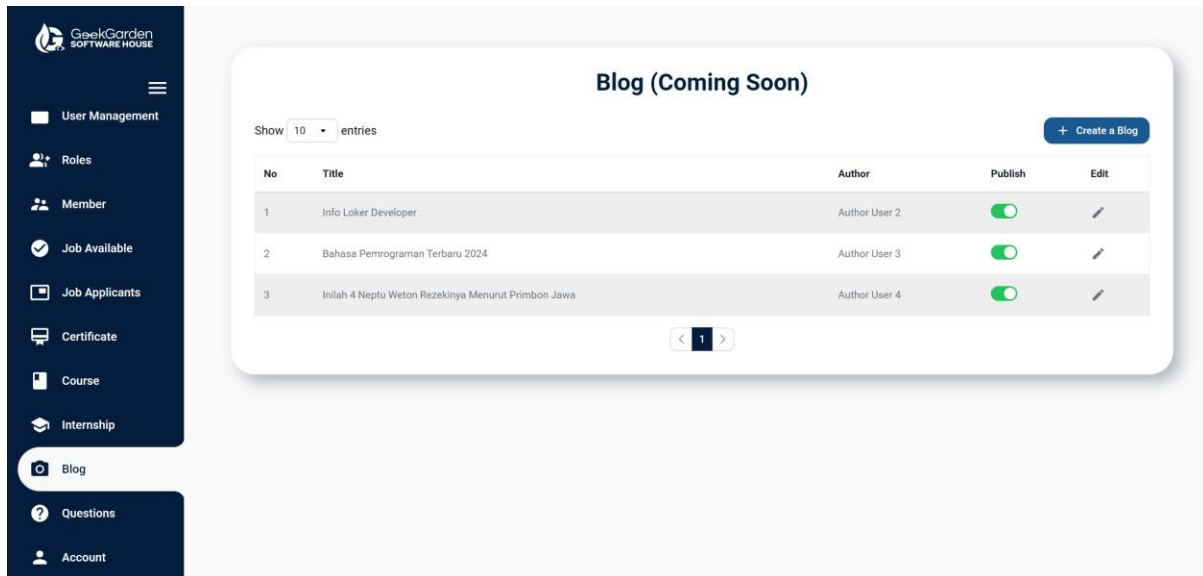 GeekGarden
SOFTWARE HOUSE
User Management
Roles
Member
Job Available
Job Applicants
Certificate
Course
Internship
Blog
Questions
Account
Blog (Coming Soon)
Show 10 entries
+ Create a Blog
No Title Author Publish Edit
1 Info Loker Developer Author User 2
2 Bahasa Pemrograman Terbaru 2024 Author User 3
3 Inilah 4 Neptu Weton Rezekinya Menurut Primbon Jawa Author User 4
< 1 >